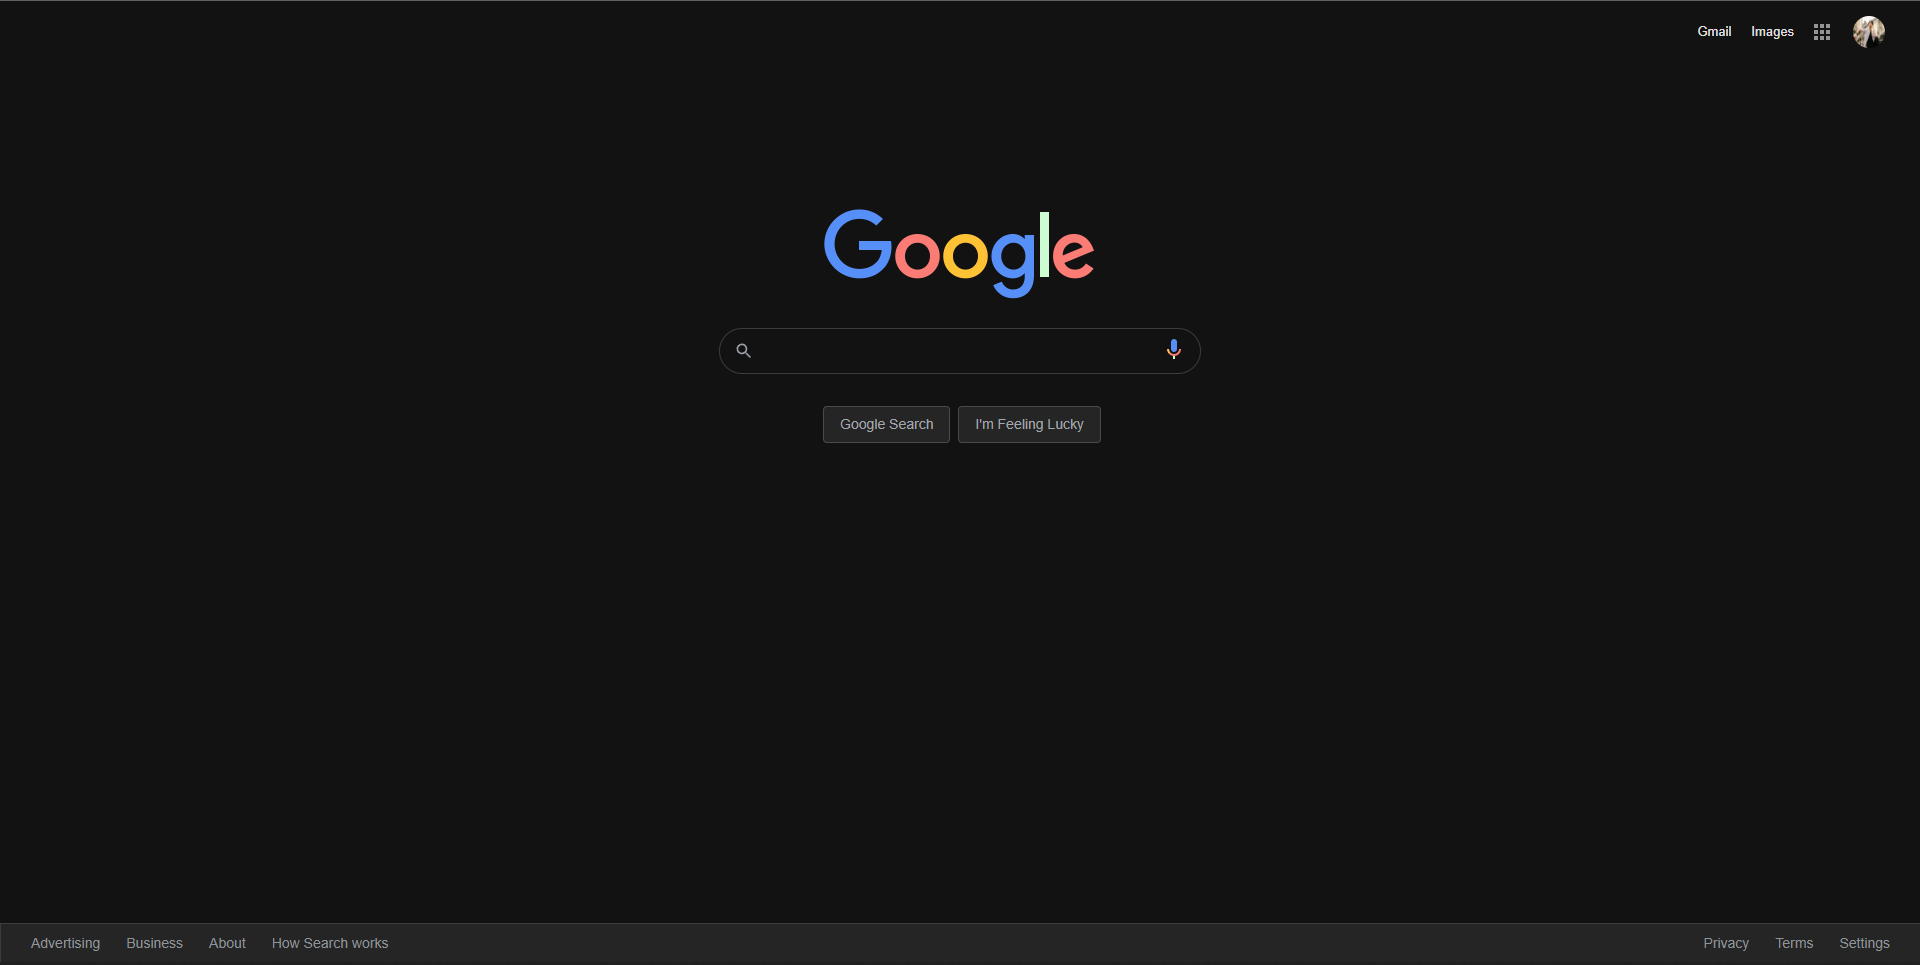 Gmail Images
Google
Google Search I'm Feeling Lucky
Advertising Business About How Search works Privacy Terms Settings